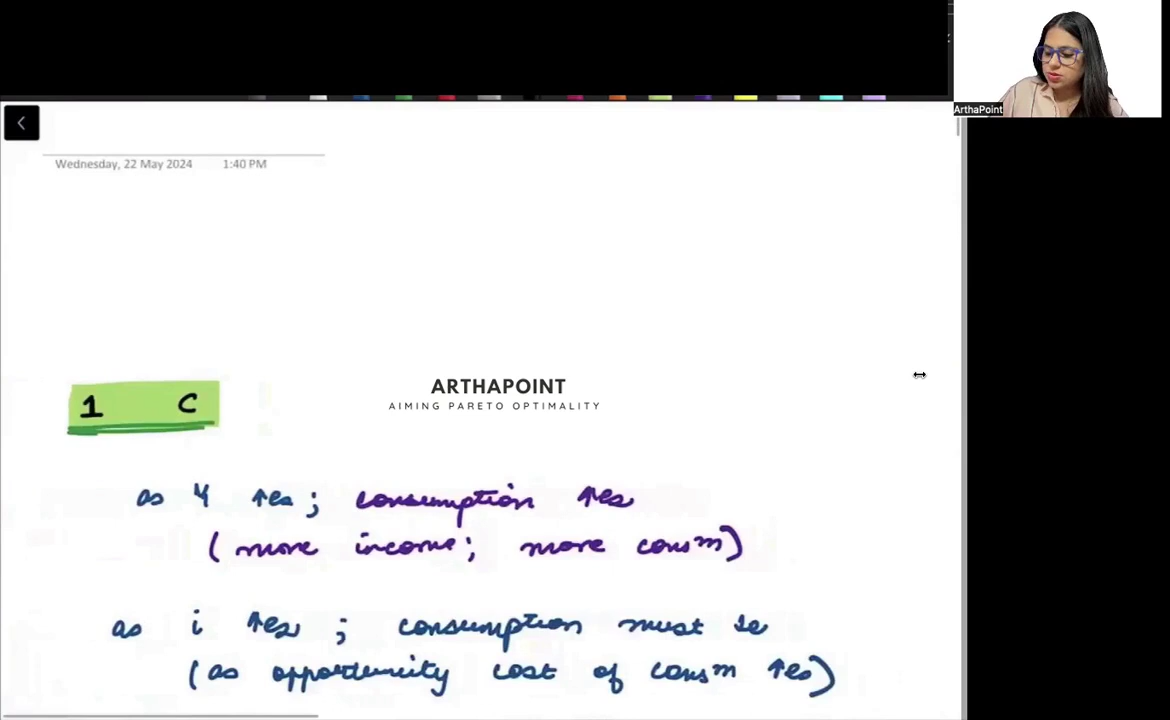 ArthaPoint
Wednesday, 22 May 2024 1:40 PM
ARTHAPOINT
AIMING PARETO OPTIMALITY
1 C
as Y ↑es ; consumption ↑es
(more income; more consm)
as i ↑es ; consumption must ↓e
(as opportunity cost of consm ↑es)